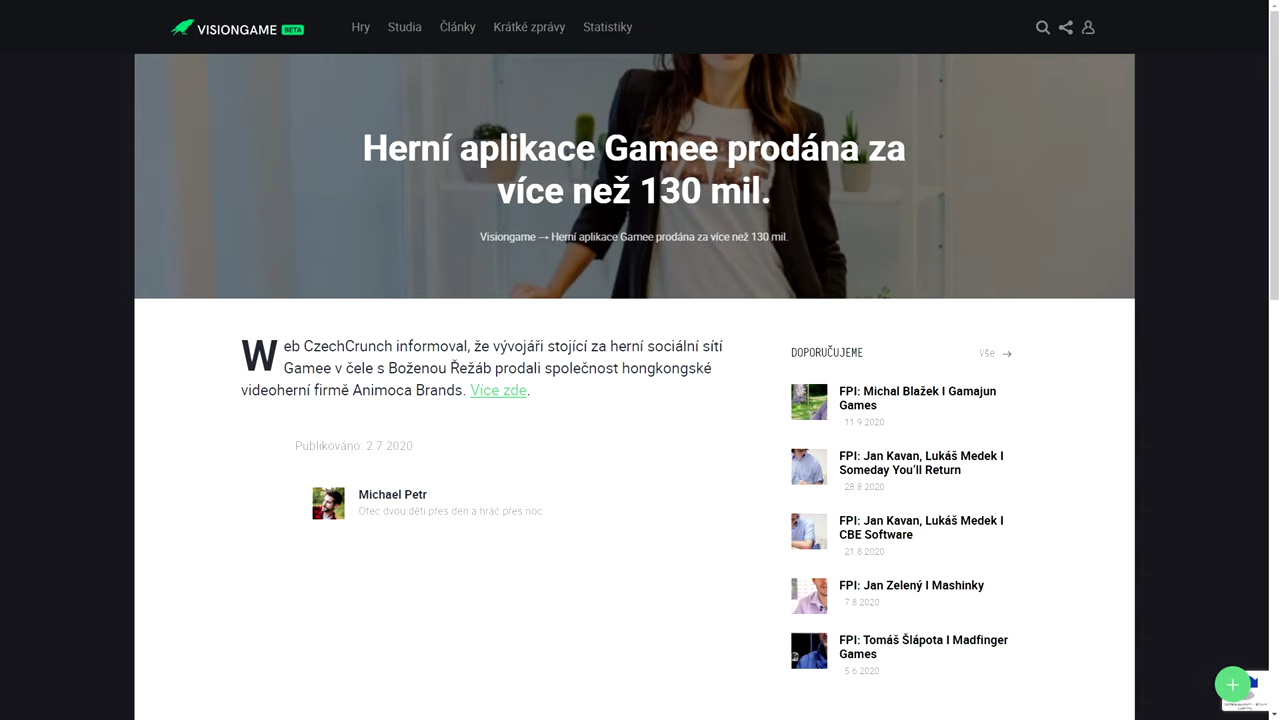 VISIONGAME BETA
Hry Studia Články Krátké zprávy Statistiky
Herní aplikace Gamee prodána za
více než 130 mil.
Visiongame → Herní aplikace Gamee prodána za více než 130 mil.
Web CzechCrunch informoval, že vývojáři stojící za herní sociální sítí
Gamee v čele s Boženou Řežáb prodali společnost hongkongské
videoherní firmě Animoca Brands. Více zde.
Publikováno: 2.7.2020
Michael Petr
Otec dvou dětí přes den a hráč přes noc.
DOPORUČUJEME
Vše →
FPI: Michal Blažek I Gamajun
Games
11.9.2020
FPI: Jan Kavan, Lukáš Medek I
Someday You'll Return
28.8.2020
FPI: Jan Kavan, Lukáš Medek I
CBE Software
21.8.2020
FPI: Jan Zelený I Mashinky
7.8.2020
FPI: Tomáš Šlápota I Madfinger
Games
5.6.2020